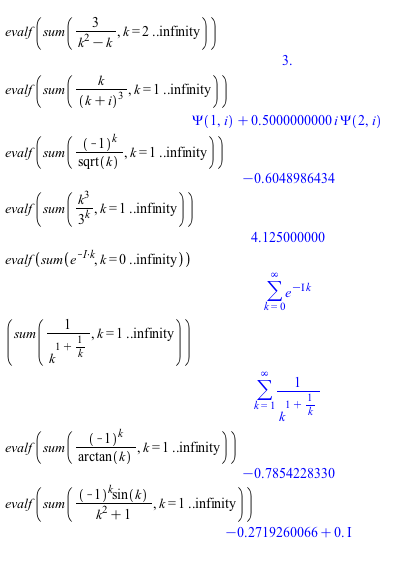 evalf(sum(3/(k^2 − k), k = 2 ..infinity))
3.
evalf(sum(k/(k + i)^3, k = 1 ..infinity))
Ψ(1, i) + 0.5000000000 i Ψ(2, i)
evalf(sum((-1)^k/sqrt(k), k = 1 ..infinity))
−0.6048986434
evalf(sum(k^3/3^k, k = 1 ..infinity))
4.125000000
evalf(sum(e^(-I·k), k = 0 ..infinity))
∑_{k=0}^{∞} e^(−I k)
(sum(1/k^(1 + 1/k), k = 1 ..infinity))
∑_{k=1}^{∞} 1/k^(1 + 1/k)
evalf(sum((-1)^k/arctan(k), k = 1 ..infinity))
−0.7854228330
evalf(sum((-1)^k sin(k)/(k^2 + 1), k = 1 ..infinity))
−0.2719260066 + 0. I